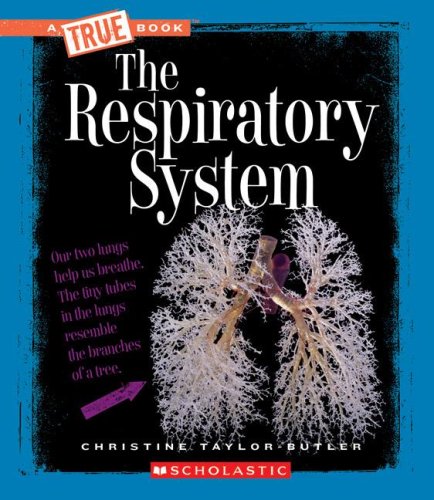 A TRUE BOOK™
The
Respiratory
System
Our two lungs
help us breathe.
The tiny tubes
in the lungs
resemble
the branches
of a tree.
CHRISTINE TAYLOR-BUTLER
SCHOLASTIC